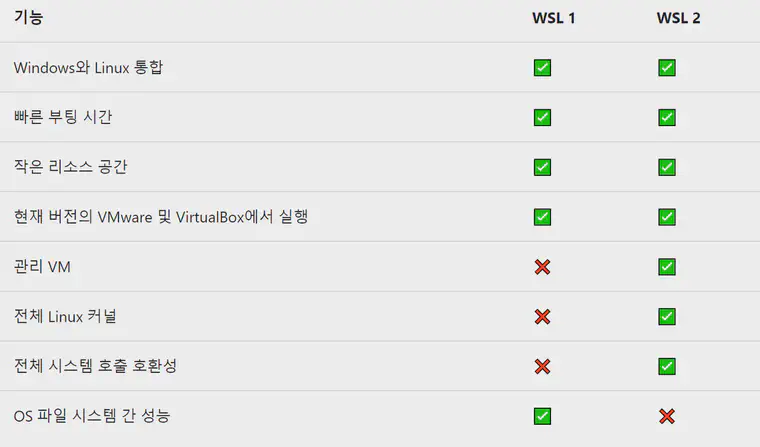 기능 WSL 1 WSL 2
Windows와 Linux 통합 ✅ ✅
빠른 부팅 시간 ✅ ✅
작은 리소스 공간 ✅ ✅
현재 버전의 VMware 및 VirtualBox에서 실행 ✅ ✅
관리 VM ❌ ✅
전체 Linux 커널 ❌ ✅
전체 시스템 호출 호환성 ❌ ✅
OS 파일 시스템 간 성능 ✅ ❌